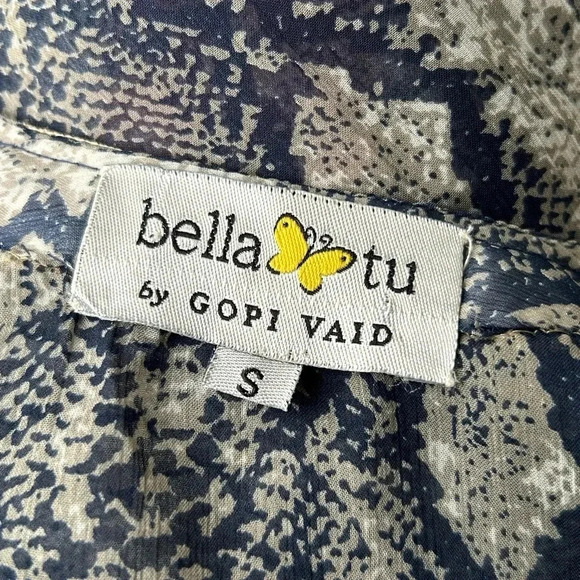 bella tu
by GOPI VAID
S